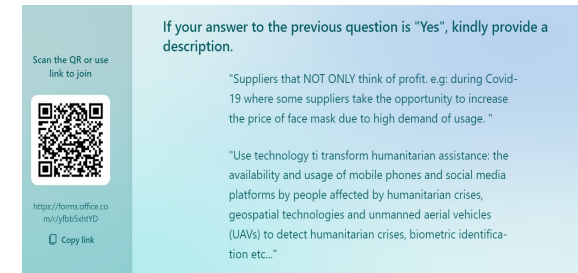 If your answer to the previous question is "Yes", kindly provide a
description.
Scan the QR or use
link to join
https://forms.office.co
m/r/yfbb5xhtYD
Copy link
"Suppliers that NOT ONLY think of profit. e.g: during Covid-
19 where some suppliers take the opportunity to increase
the price of face mask due to high demand of usage. "
"Use technology ti transform humanitarian assistance: the
availability and usage of mobile phones and social media
platforms by people affected by humanitarian crises,
geospatial technologies and unmanned aerial vehicles
(UAVs) to detect humanitarian crises, biometric identifica-
tion etc..."